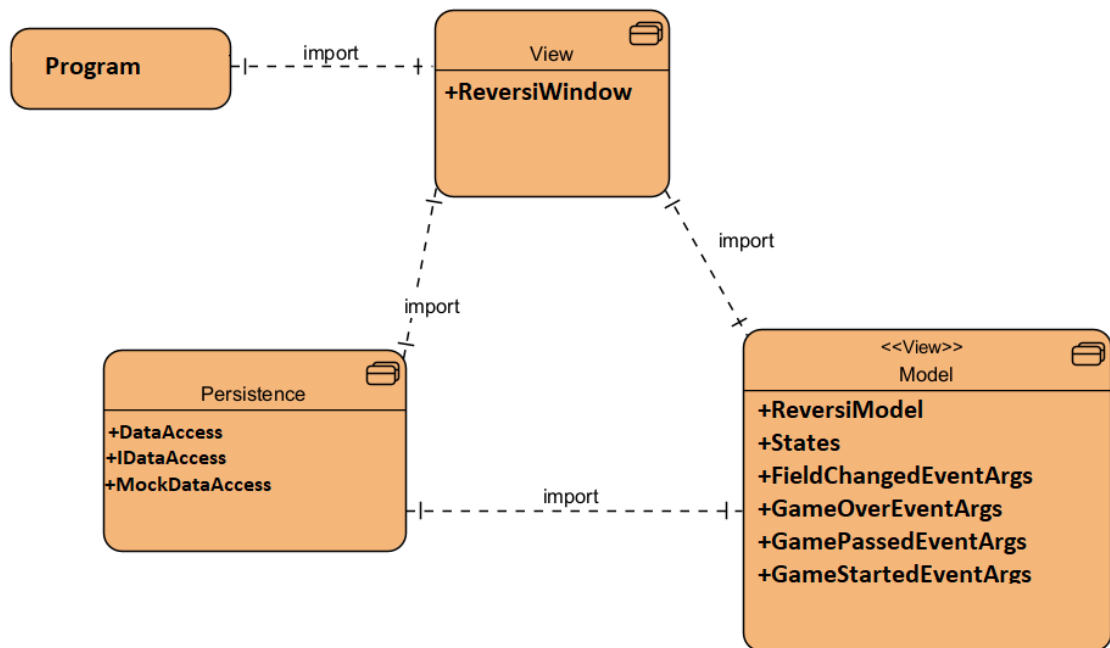 Program
import
View
+ReversiWindow
import
import
Persistence
+DataAccess
+IDataAccess
+MockDataAccess
import
<<View>>
Model
+ReversiModel
+States
+FieldChangedEventArgs
+GameOverEventArgs
+GamePassedEventArgs
+GameStartedEventArgs